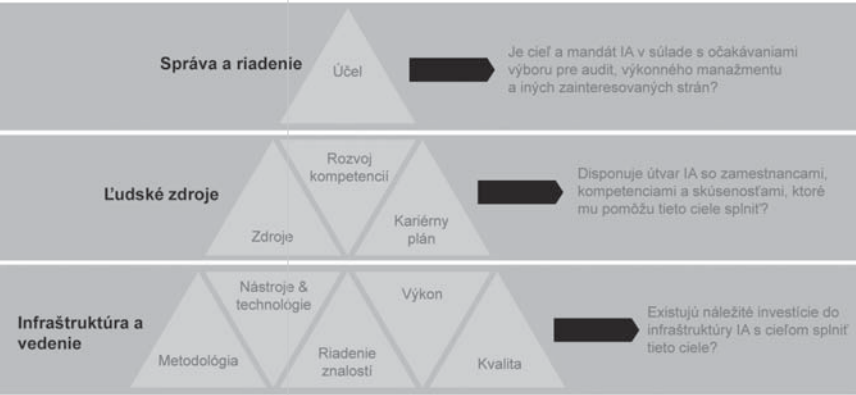 Správa a riadenie
Účel
Je cieľ a mandát IA v súlade s očakávaniami
výboru pre audit, výkonného manažmentu
a iných zainteresovaných strán?
Ľudské zdroje
Zdroje
Rozvoj
kompetencií
Kariérny
plán
Disponuje útvar IA so zamestnancami,
kompetenciami a skúsenosťami, ktoré
mu pomôžu tieto ciele splniť?
Infraštruktúra a
vedenie
Metodológia
Nástroje &
technológie
Riadenie
znalostí
Výkon
Kvalita
Existujú náležité investície do
infraštruktúry IA s cieľom splniť
tieto ciele?